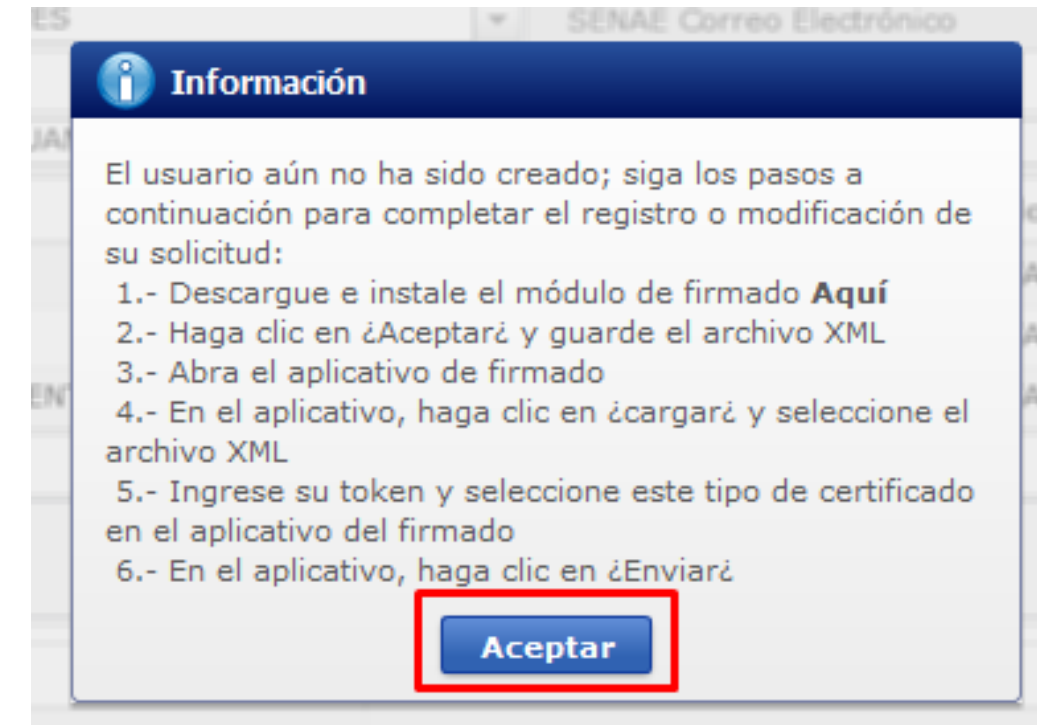 ES
SENAE Correo Electrónico
Información
El usuario aún no ha sido creado; siga los pasos a
continuación para completar el registro o modificación de
su solicitud:
1.- Descargue e instale el módulo de firmado Aquí
2.- Haga clic en ¿Aceptar¿ y guarde el archivo XML
3.- Abra el aplicativo de firmado
4.- En el aplicativo, haga clic en ¿cargar¿ y seleccione el
archivo XML
5.- Ingrese su token y seleccione este tipo de certificado
en el aplicativo del firmado
6.- En el aplicativo, haga clic en ¿Enviar¿
Aceptar